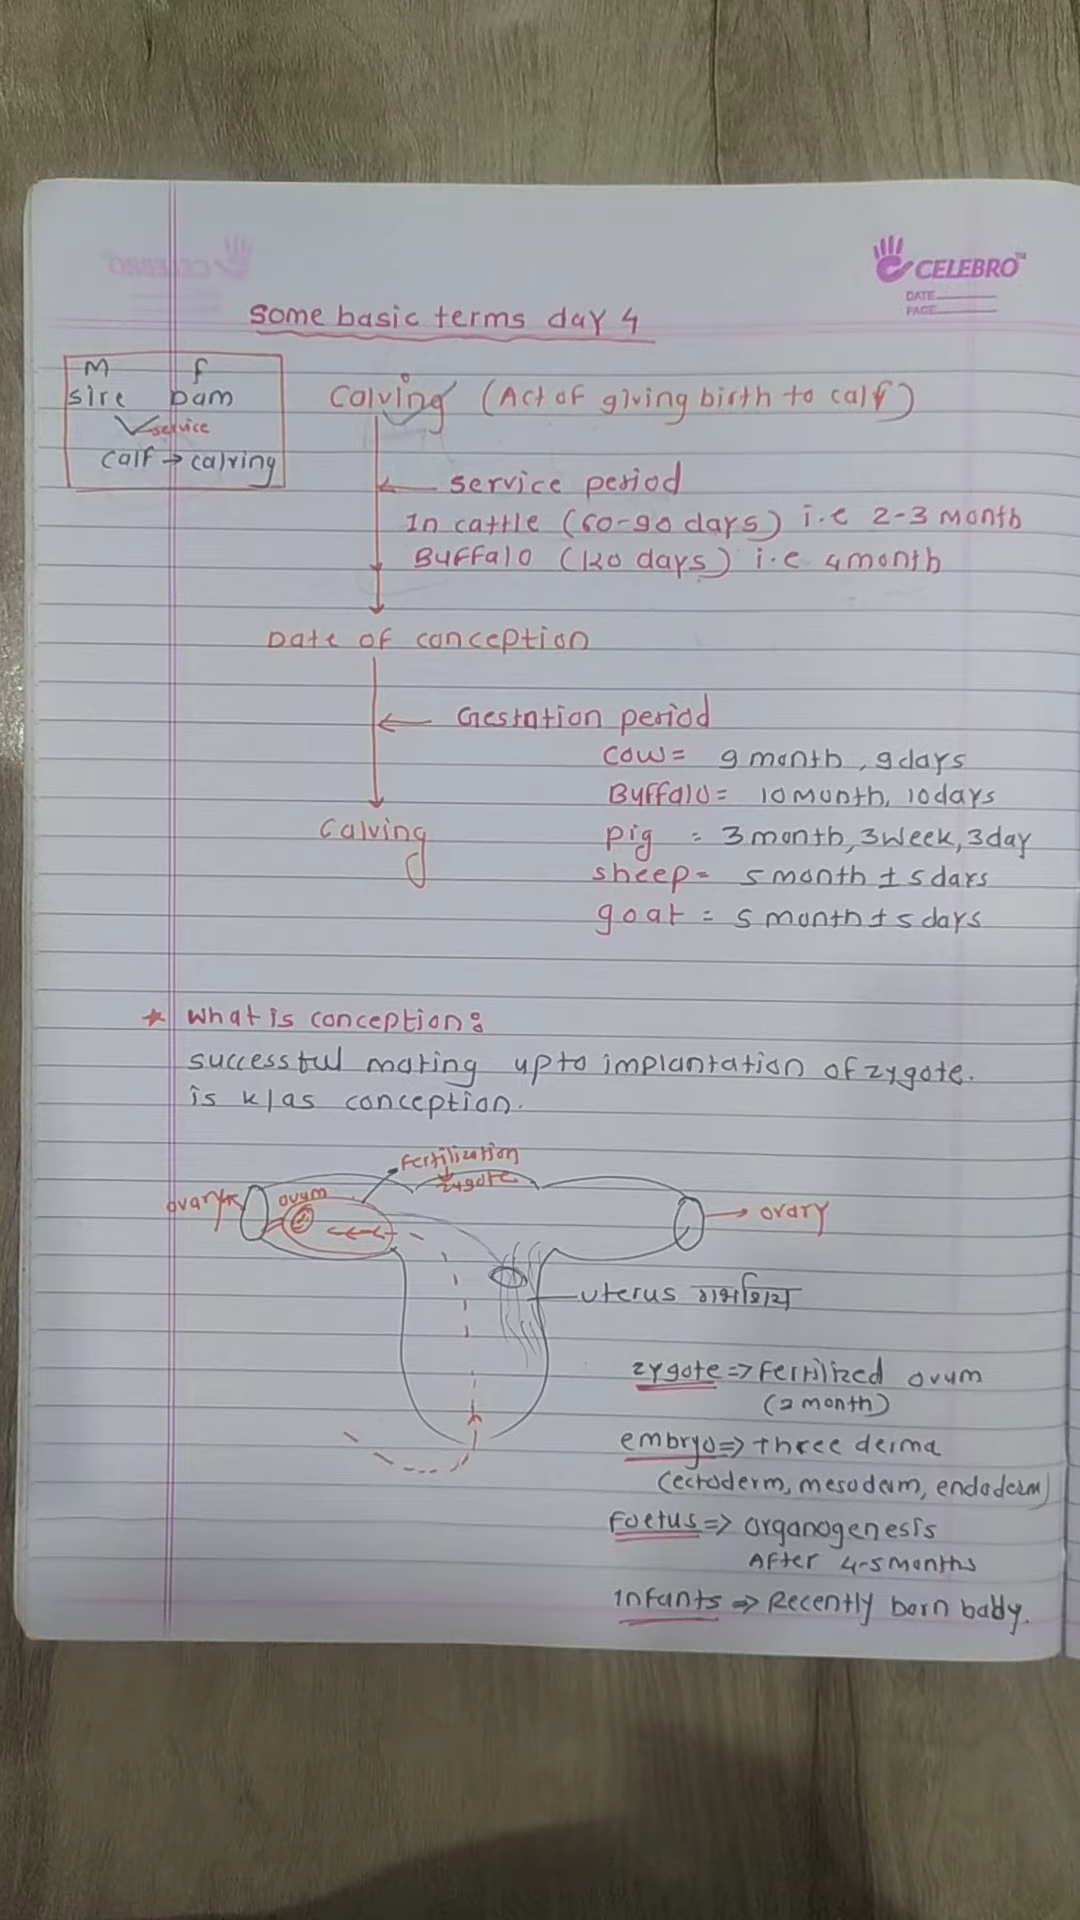 CELEBRO
DATE
PAGE
Some basic terms day 4
M f
sire Dam
service
calf → calving
Calving (Act of giving birth to calf)
← service period
In cattle (60-90 days) i.e 2-3 month
Buffalo (120 days) i.e. 4 month
Date of conception
← Gestation period
Cow = 9 month, 9 days
Buffalo = 10 month, 10 days
Calving
pig = 3 month, 3 week, 3 day
sheep = 5 month ± 5 days
goat = 5 month ± 5 days
★ What is conception:
successful mating upto implantation of zygote.
is k/as conception.
Fertilization
zygote
ovary
ovum
→ ovary
uterus
zygote => Fertilized ovum
(2 month)
embryo => three derma
(ectoderm, mesoderm, endoderm)
Foetus => organogenesis
After 4-5 months
Infants => Recently born baby.